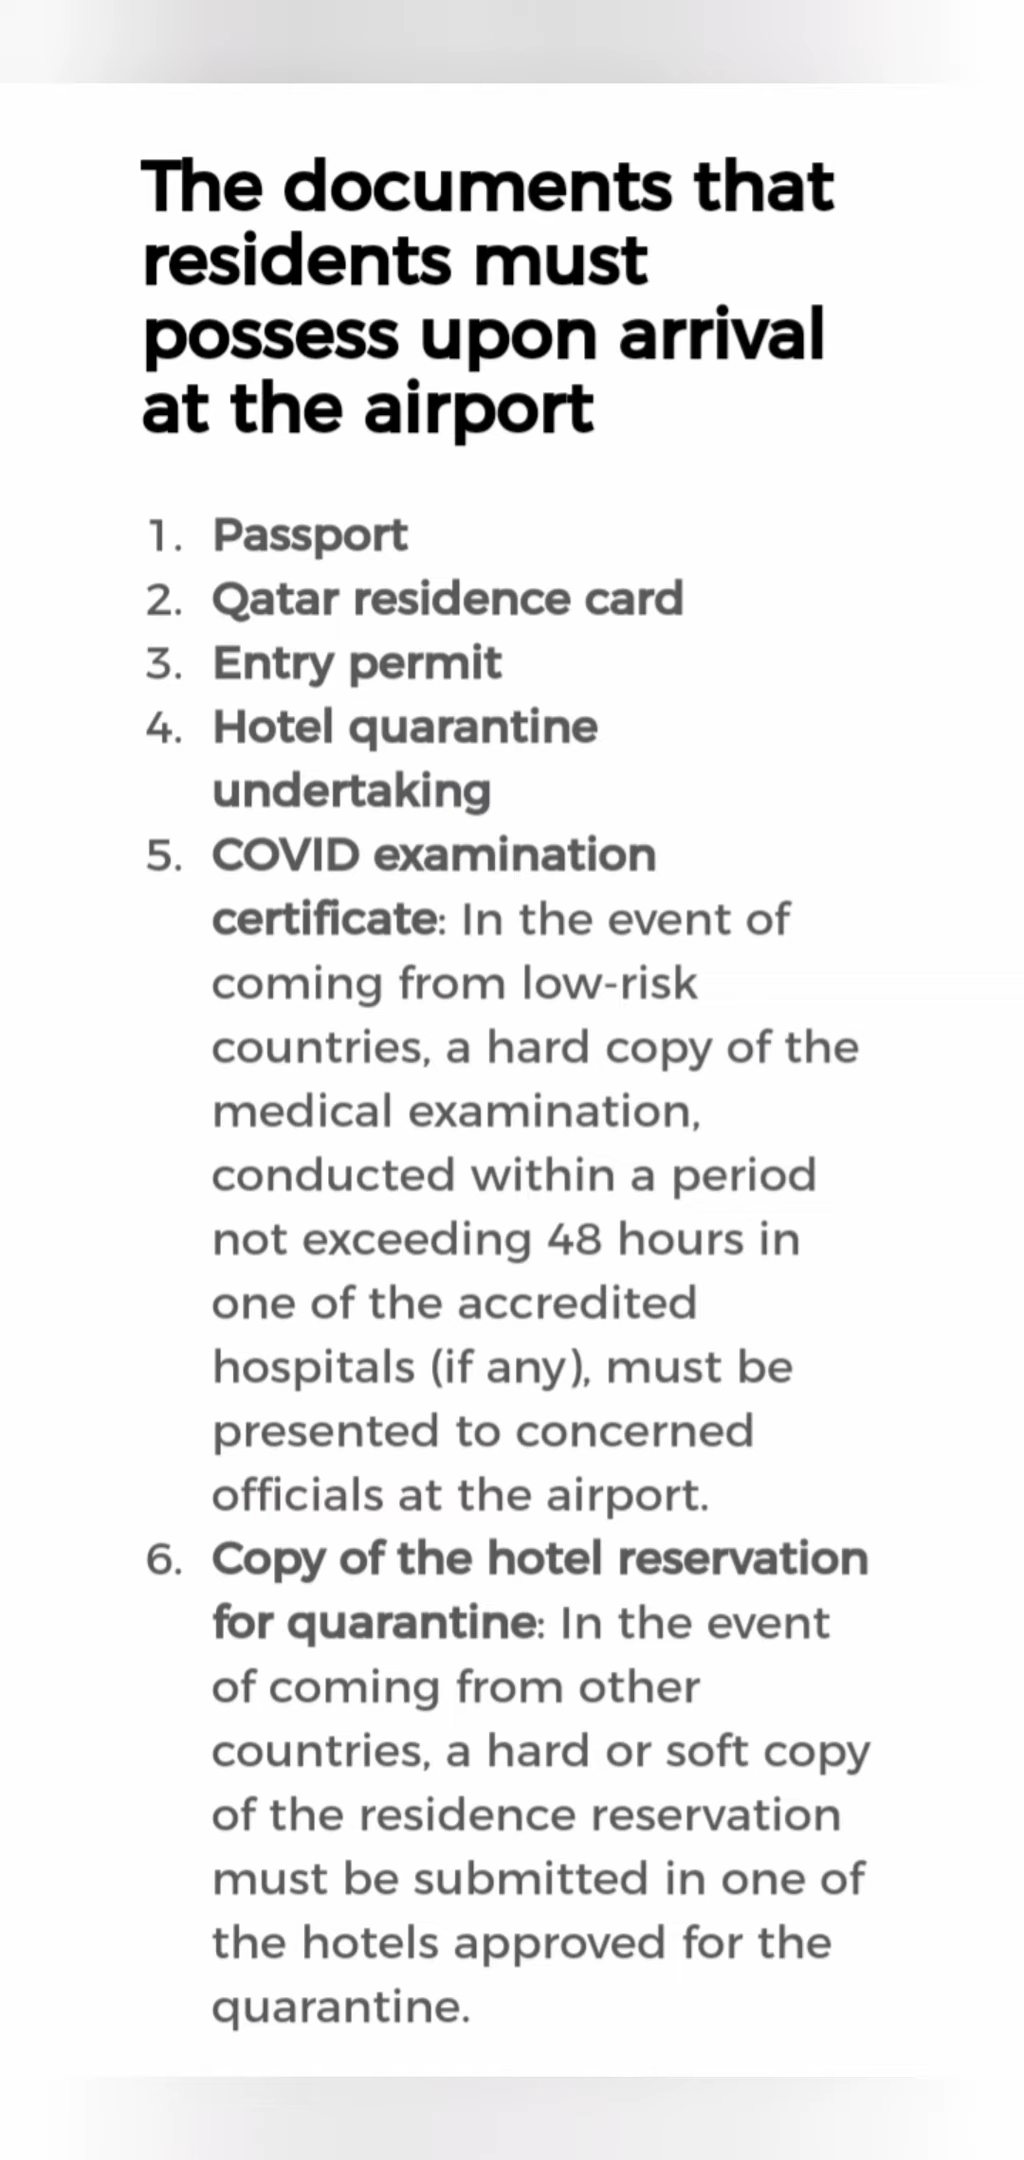 The documents that
residents must
possess upon arrival
at the airport
1. Passport
2. Qatar residence card
3. Entry permit
4. Hotel quarantine
undertaking
5. COVID examination
certificate: In the event of
coming from low-risk
countries, a hard copy of the
medical examination,
conducted within a period
not exceeding 48 hours in
one of the accredited
hospitals (if any), must be
presented to concerned
officials at the airport.
6. Copy of the hotel reservation
for quarantine: In the event
of coming from other
countries, a hard or soft copy
of the residence reservation
must be submitted in one of
the hotels approved for the
quarantine.